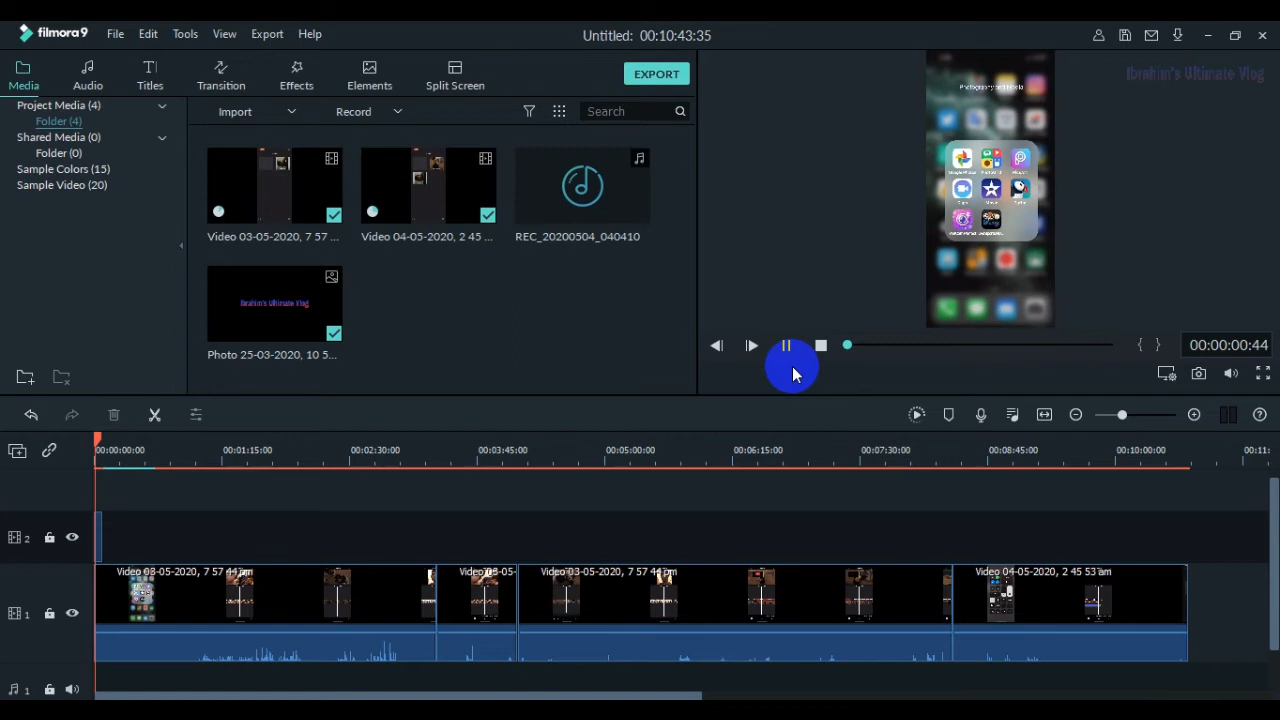 filmora9 File Edit Tools View Export Help Untitled: 00:10:43:35
Media Audio Titles Transition Effects Elements Split Screen EXPORT
Project Media (4)
Folder (4)
Shared Media (0)
Folder (0)
Sample Colors (15)
Sample Video (20)
Import Record Search
Video 03-05-2020, 7 57 ... Video 04-05-2020, 2 45 ... REC_20200504_040410
Ibrahim's Ultimate Vlog
Photo 25-03-2020, 10 5...
Ibrahim's Ultimate Vlog
Photography and Media
{ } 00:00:00:44
00:00:00:00 00:01:15:00 00:02:30:00 00:03:45:00 00:05:00:00 00:06:15:00 00:07:30:00 00:08:45:00 00:10:00:00 00:11:
2
Video 03-05-2020, 7 57 44 Video 03-05- Video 03-05-2020, 7 57 44 Video 04-05-2020, 2 45 53
1
1